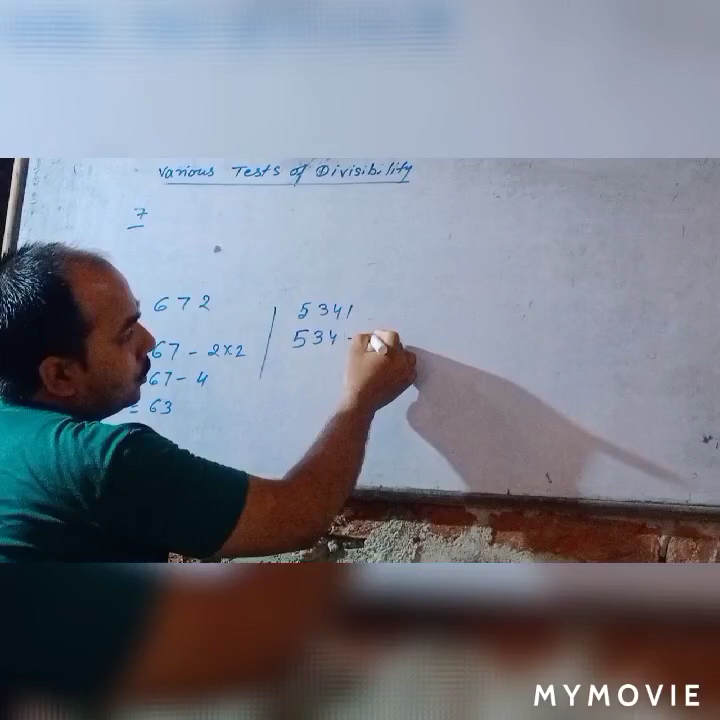 Various Tests of Divisibility
7
672
67 - 2×2
67 - 4
= 63
5341
534 -
MYMOVIE